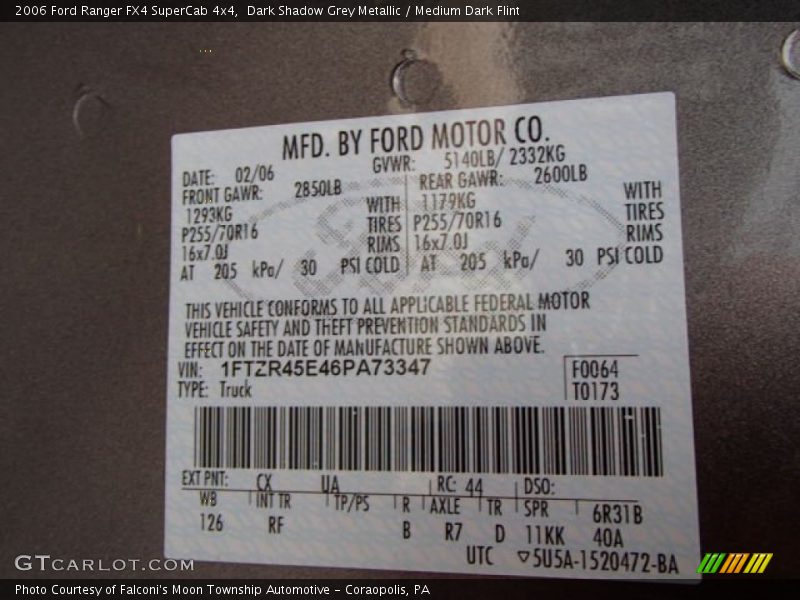 2006 Ford Ranger FX4 SuperCab 4x4,  Dark Shadow Grey Metallic / Medium Dark Flint
MFD. BY FORD MOTOR CO.
DATE: 02/06 GVWR: 5140LB/ 2332KG
FRONT GAWR: 2850LB REAR GAWR: 2600LB
1293KG WITH 1179KG WITH
P255/70R16 TIRES P255/70R16 TIRES
16x7.0J RIMS 16x7.0J RIMS
AT 205 kPa/ 30 PSI COLD AT 205 kPa/ 30 PSI COLD
THIS VEHICLE CONFORMS TO ALL APPLICABLE FEDERAL MOTOR
VEHICLE SAFETY AND THEFT PREVENTION STANDARDS IN
EFFECT ON THE DATE OF MANUFACTURE SHOWN ABOVE.
VIN: 1FTZR45E46PA73347 F0064
TYPE: Truck T0173
EXT PNT: CX UA RC: 44 DSO:
WB INT TR TP/PS R AXLE TR SPR 6R31B
126 RF B R7 D 11KK 40A
UTC ▽5U5A-1520472-BA
GTCARLOT.COM
Photo Courtesy of Falconi's Moon Township Automotive - Coraopolis, PA